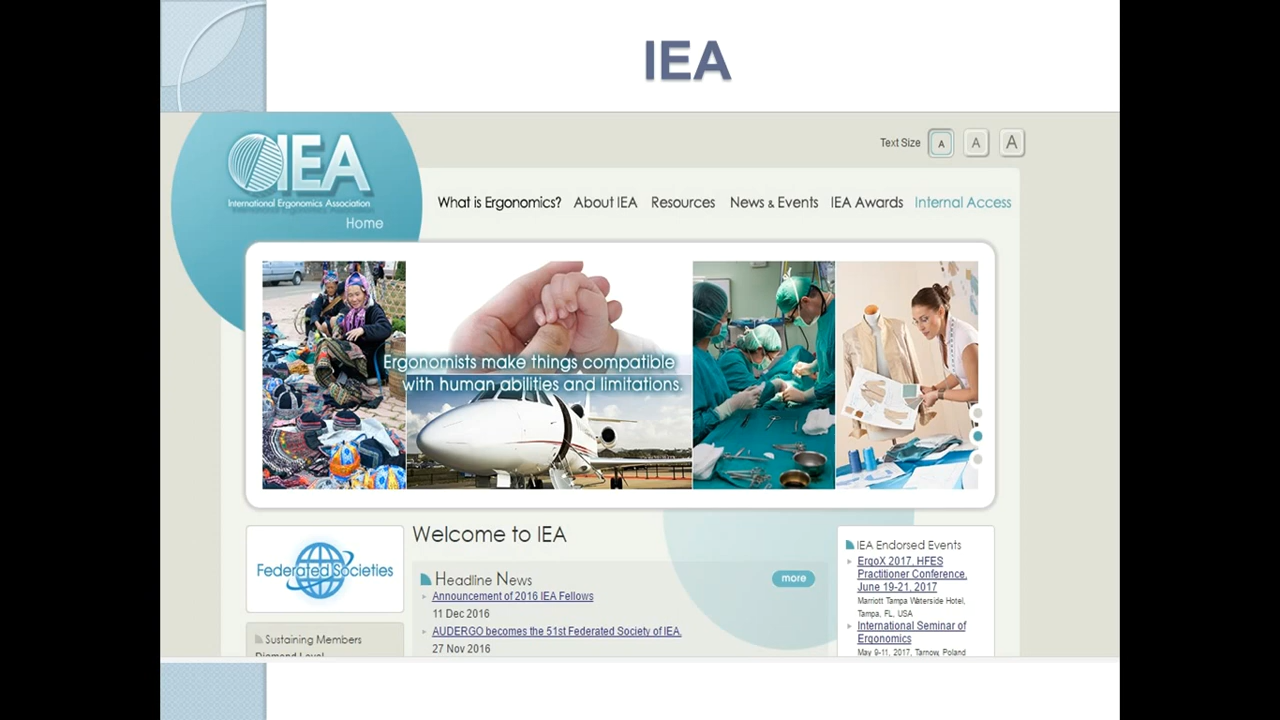 IEA
IEA
International Ergonomics Association
Home
Text Size A A A
What is Ergonomics? About IEA Resources News & Events IEA Awards Internal Access
Ergonomists make things compatible
with human abilities and limitations.
Federated Societies
Sustaining Members
Diamond Level
Welcome to IEA
Headline News
more
Announcement of 2016 IEA Fellows
11 Dec 2016
AUDERGO becomes the 51st Federated Society of IEA.
27 Nov 2016
IEA Endorsed Events
ErgoX 2017, HFES
Practitioner Conference,
June 19-21, 2017
Marriott Tampa Waterside Hotel,
Tampa, FL, USA
International Seminar of
Ergonomics
May 9-11, 2017, Tarnow, Poland